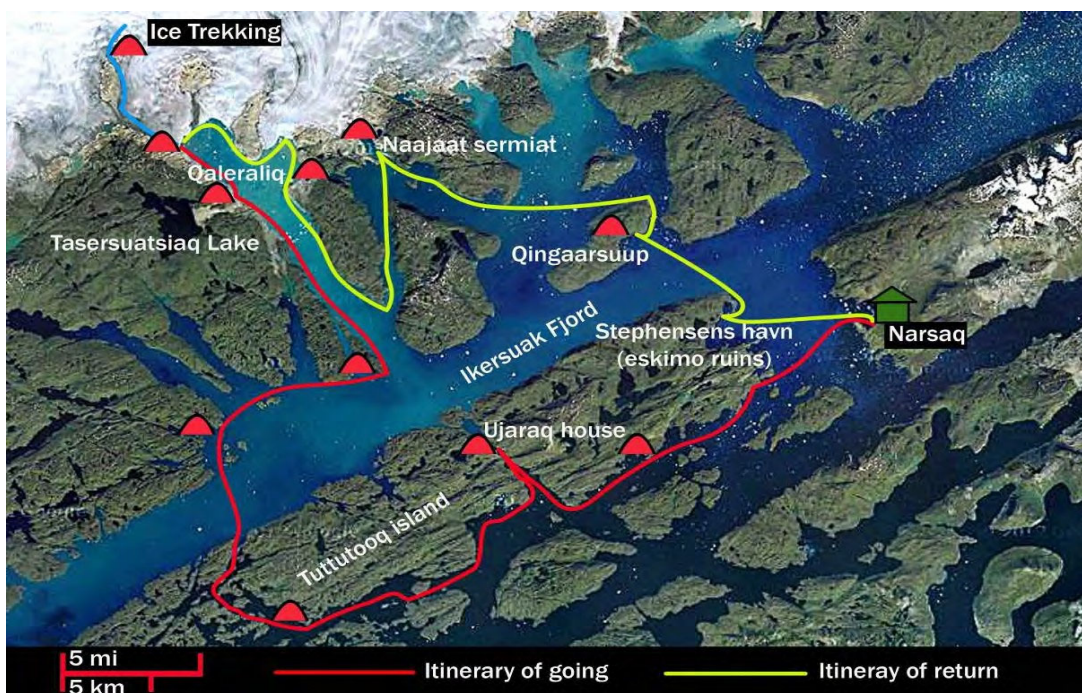 Ice Trekking
Naajaat sermiat
Qaleraliq
Tasersuatsiaq Lake
Qingaarsuup
Ikersuak Fjord
Stephensens havn
(eskimo ruins)
Narsaq
Ujaraq house
Tuttutooq island
5 mi
5 km
Itinerary of going
Itineray of return